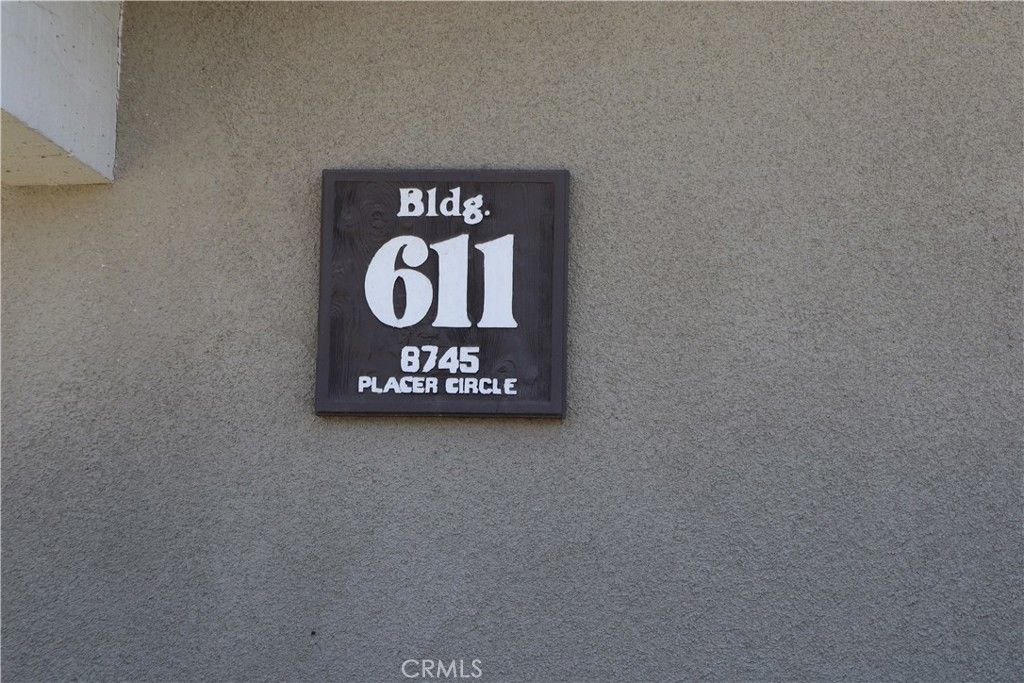 Bldg.
611
8745
PLACER CIRCLE
CRMLS